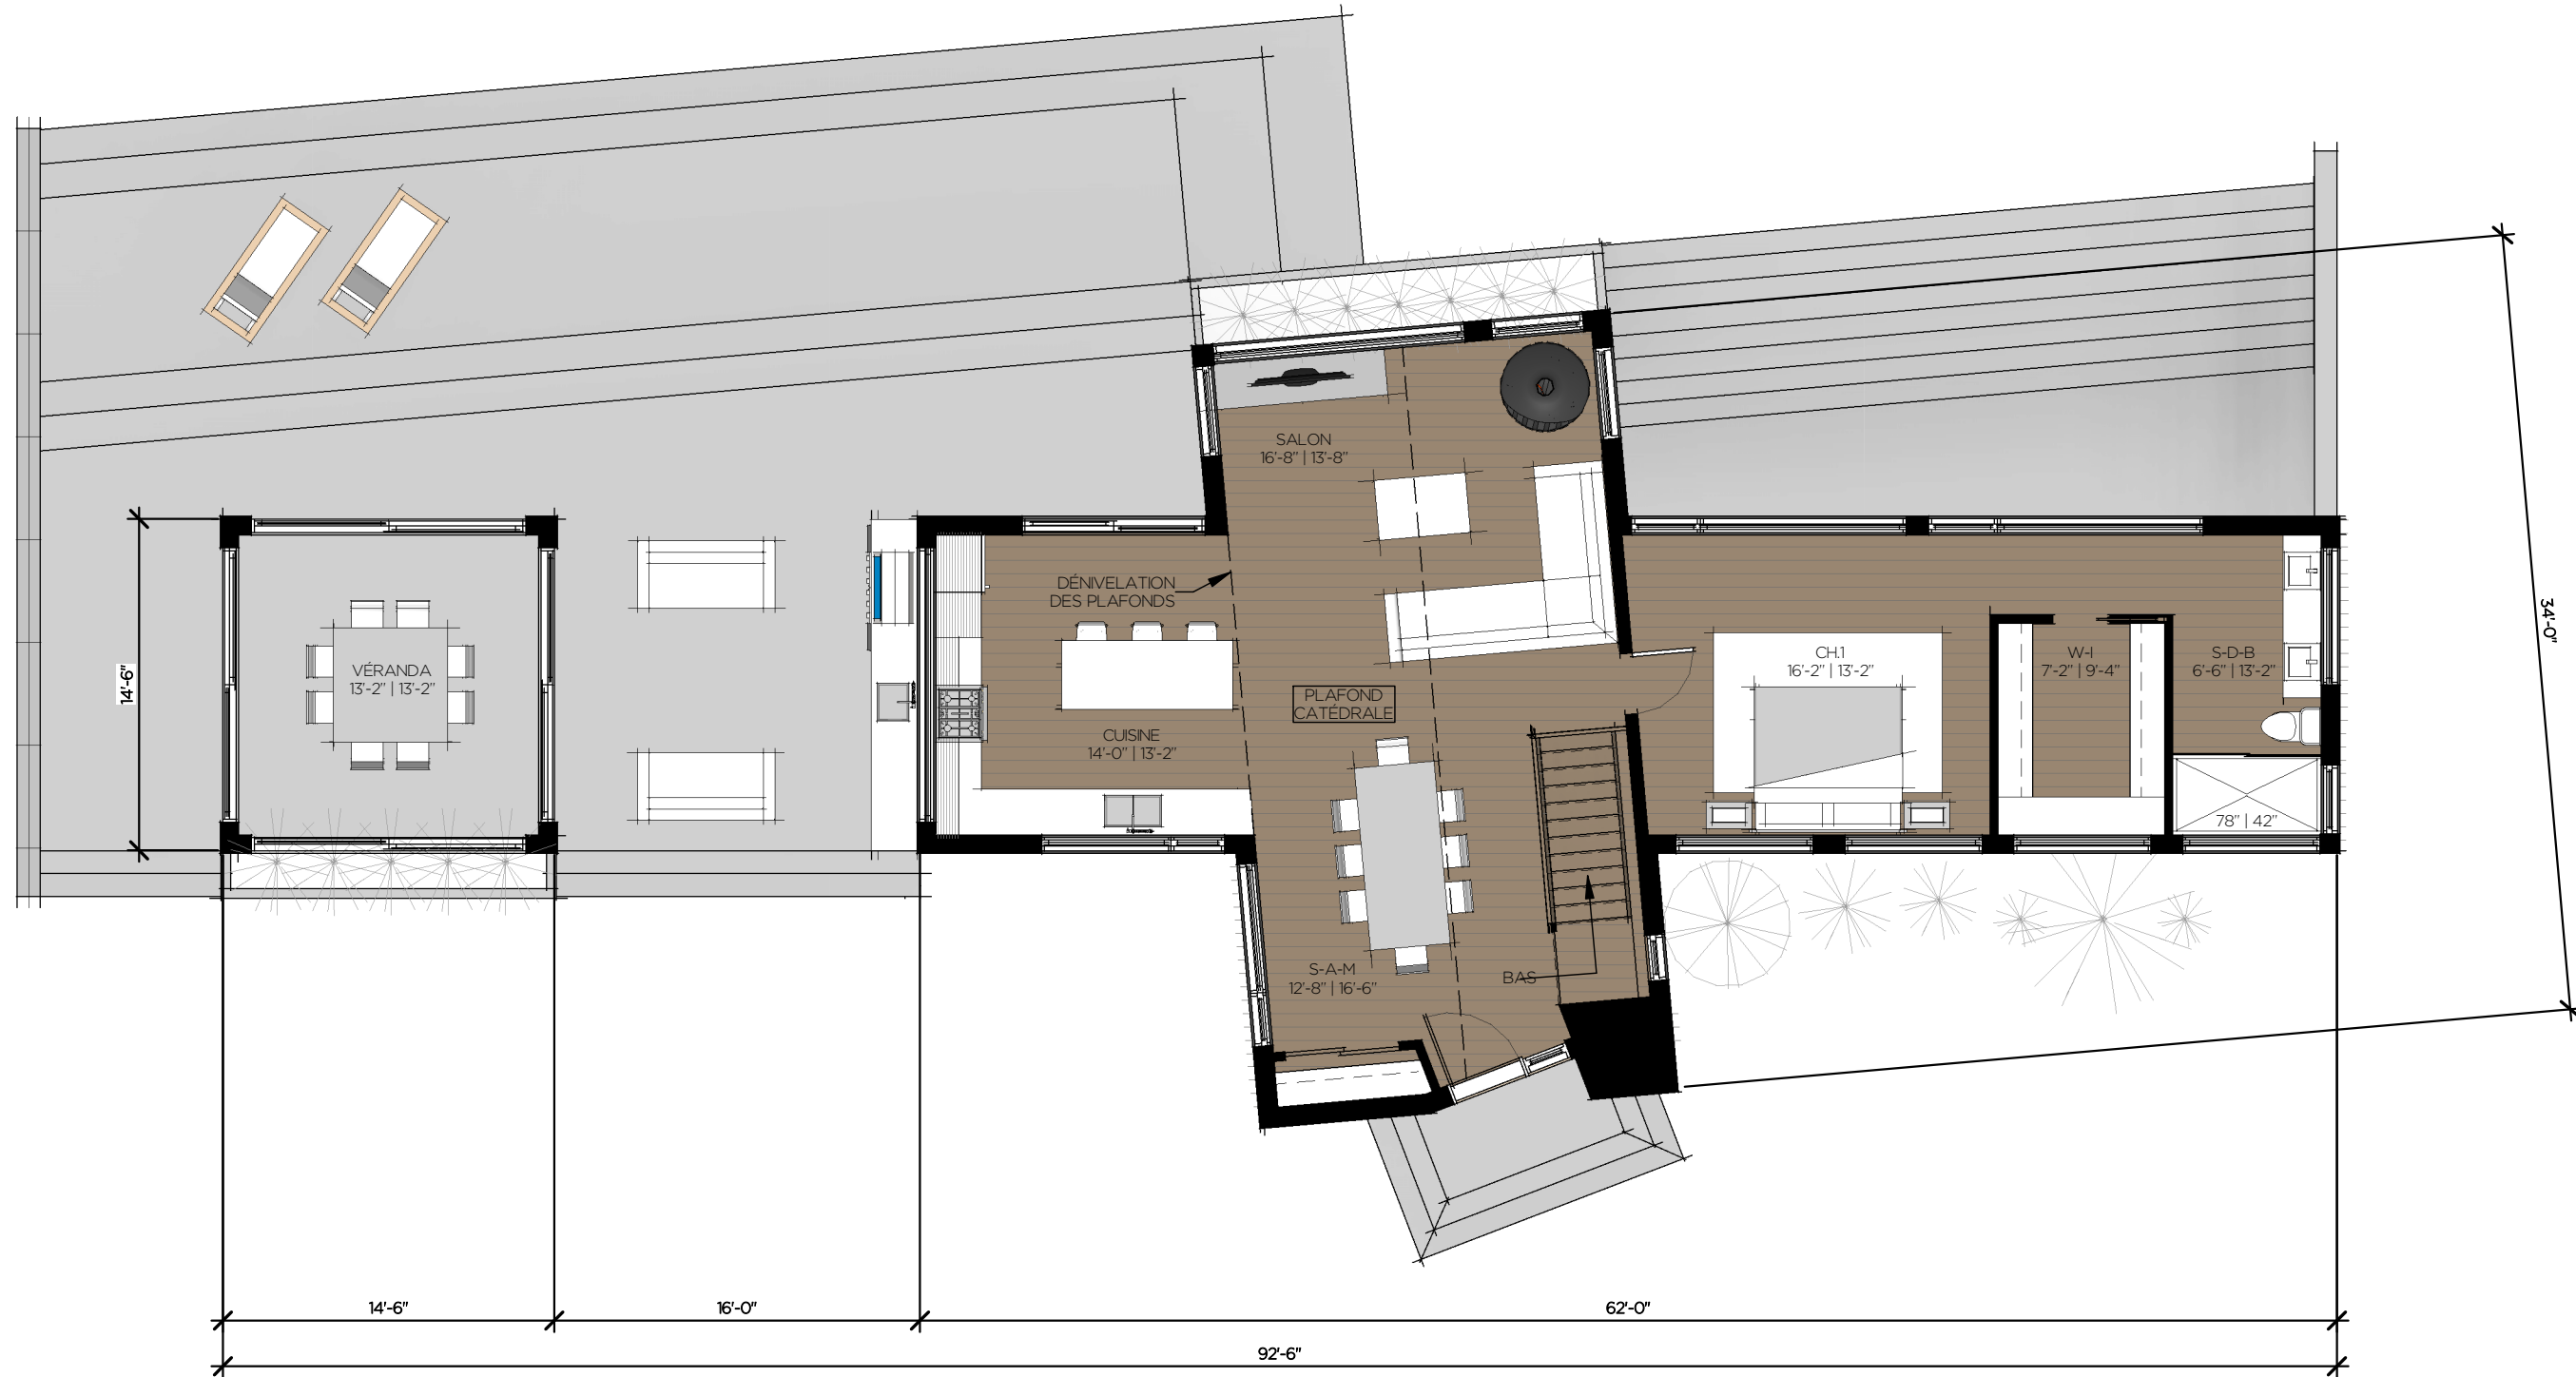 SALON
16'-8" | 13'-8"
DÉNIVELATION
DES PLAFONDS
34'-0"
14'-6"
VÉRANDA
13'-2" | 13'-2"
PLAFOND
CATÉDRALE
CH.1
16'-2" | 13'-2"
W-I
7'-2" | 9'-4"
S-D-B
6'-6" | 13'-2"
CUISINE
14'-0" | 13'-2"
78" | 42"
S-A-M
12'-8" | 16'-6"
BAS
14'-6"
16'-0"
62'-0"
92'-6"